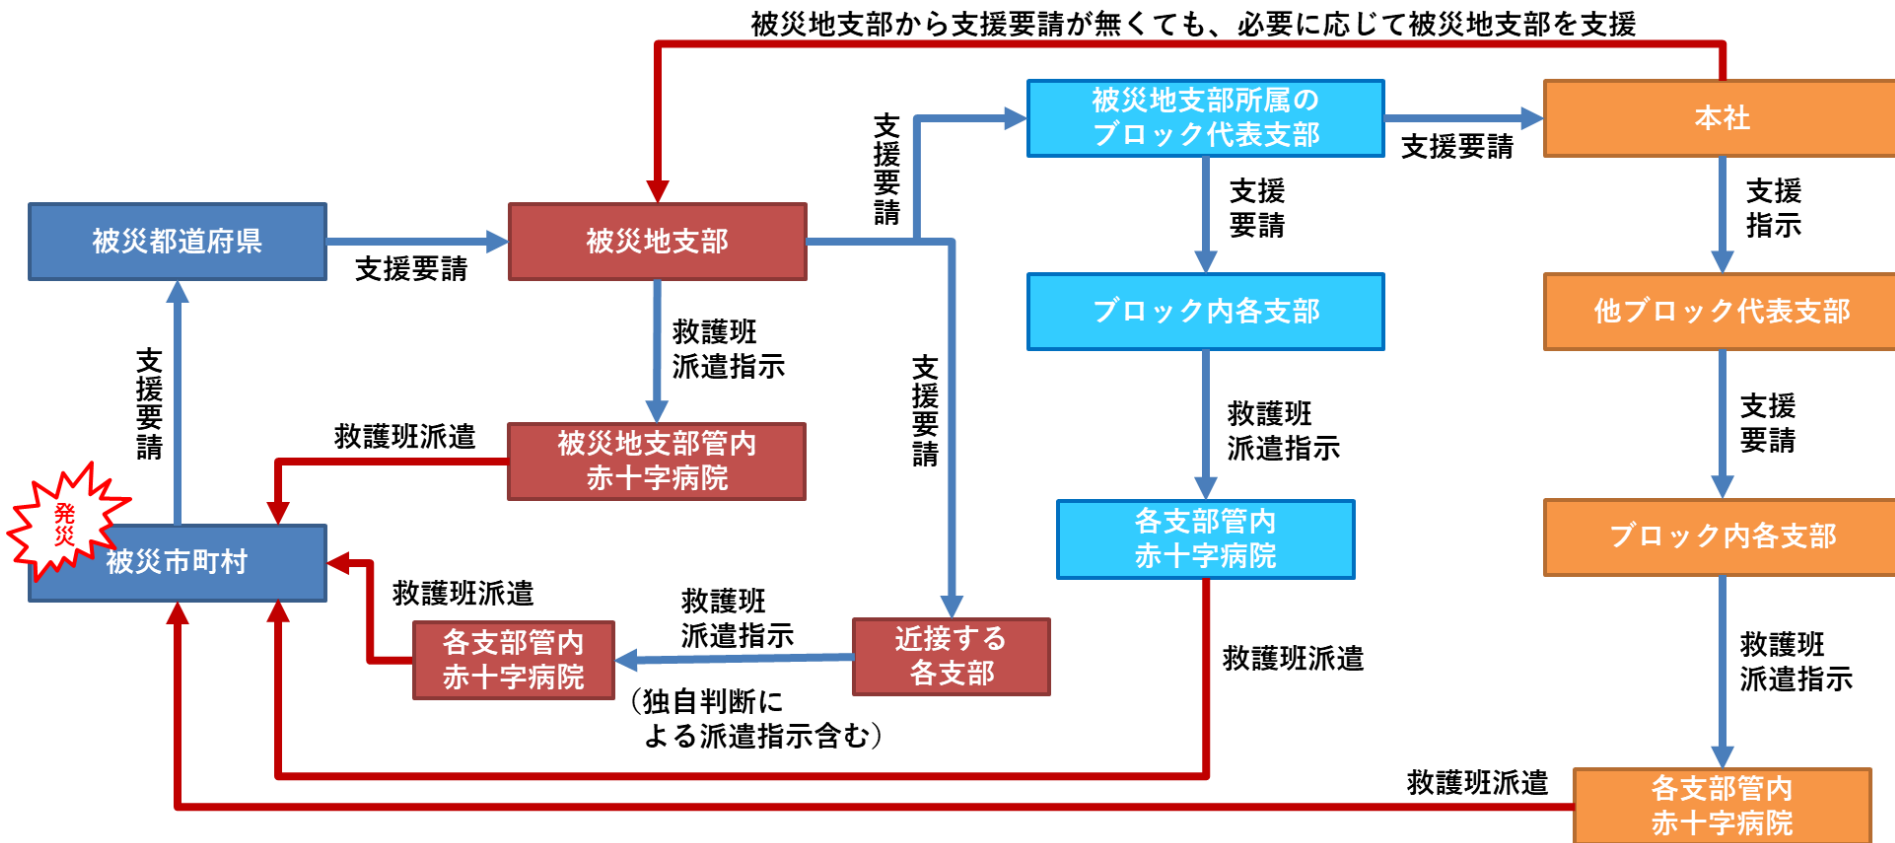 被災地支部から支援要請が無くても、必要に応じて被災地支部を支援
被災地支部所属の
ブロック代表支部
本社
支援要請
支援要請
支援
要請
支援
指示
被災都道府県
被災地支部
支援要請
ブロック内各支部
他ブロック代表支部
救護班
派遣指示
支援要請
支援要請
救護班
派遣指示
支援
要請
救護班派遣
被災地支部管内
赤十字病院
発災
被災市町村
各支部管内
赤十字病院
ブロック内各支部
救護班派遣
救護班
派遣指示
各支部管内
赤十字病院
近接する
各支部
救護班派遣
救護班
派遣指示
（独自判断に
よる派遣指示含む）
救護班派遣
各支部管内
赤十字病院